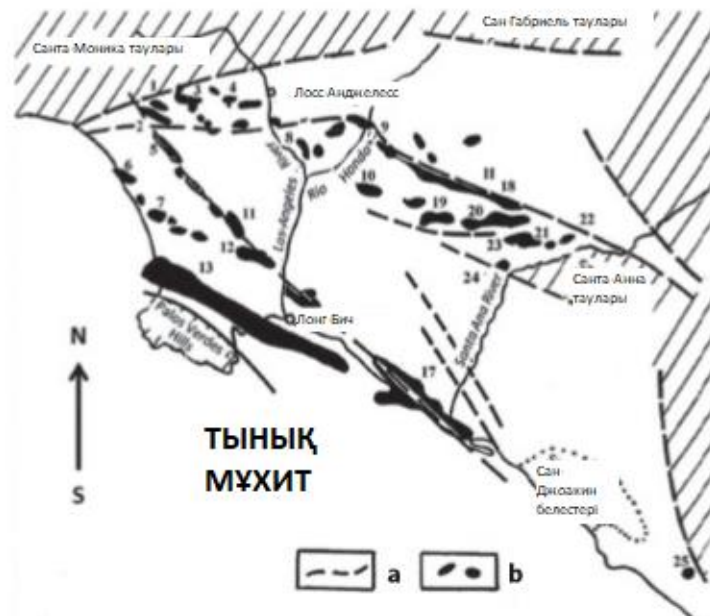 Сан Габриель таулары
Санта Моника таулары
1
3
4
Лосс Анджелесс
2
5
8
9
6
7
10
II
18
11
12
19
20
21
22
23
24
River
Los-Angeles
Rio
Hondo
Санта Анна
таулары
13
Palos Verdes
Hills
Лонг Бич
Santa Ana River
17
N
S
ТЫНЫҚ
МҰХИТ
Сан
Джоакин
белестері
25
a
b